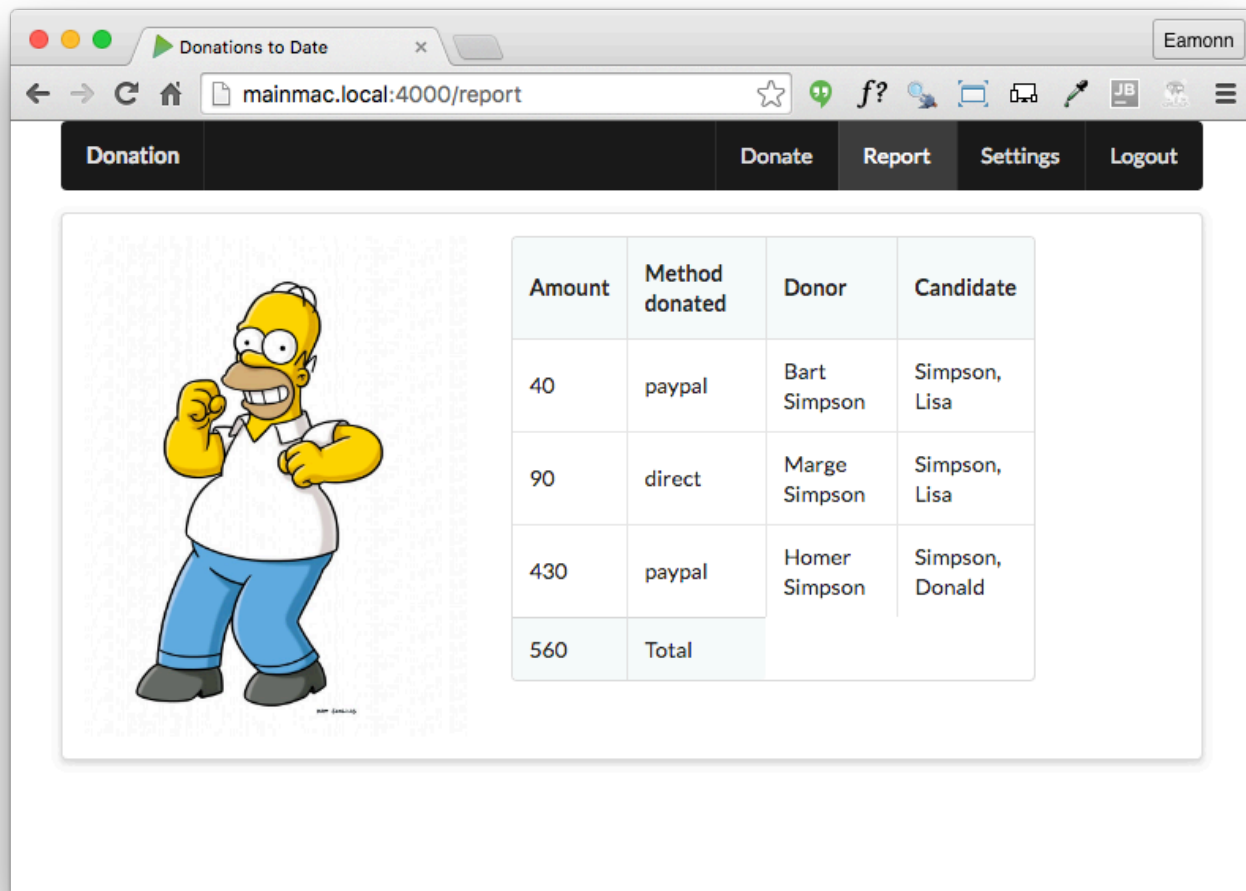 Donations to Date
Eamonn
mainmac.local:4000/report
f?
JB
Donation Donate Report Settings Logout
Amount Method donated Donor Candidate
40 paypal Bart Simpson Simpson, Lisa
90 direct Marge Simpson Simpson, Lisa
430 paypal Homer Simpson Simpson, Donald
560 Total